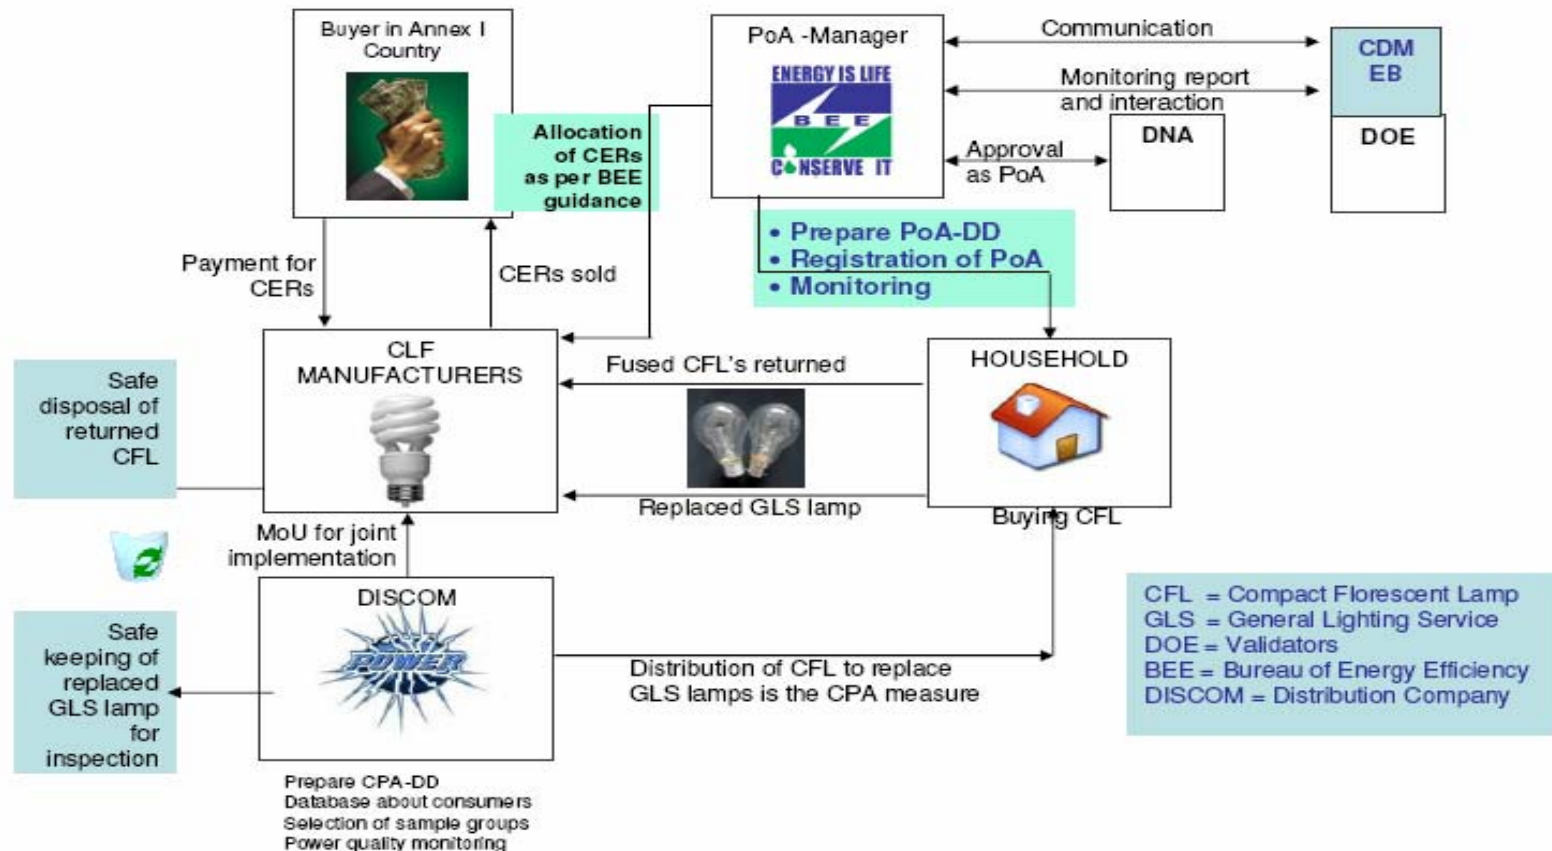 Buyer in Annex I
Country
PoA -Manager
ENERGY IS LIFE
BEE
CONSERVE IT
Communication
Monitoring report
and interaction
CDM
EB
DOE
DNA
Approval
as PoA
Allocation
of CERs
as per BEE
guidance
• Prepare PoA-DD
• Registration of PoA
• Monitoring
Payment for
CERs
CERs sold
CLF
MANUFACTURERS
Fused CFL's returned
Replaced GLS lamp
HOUSEHOLD
Buying CFL
Safe
disposal of
returned
CFL
MoU for joint
implementation
DISCOM
POWER
Safe
keeping of
replaced
GLS lamp
for
inspection
Distribution of CFL to replace
GLS lamps is the CPA measure
Prepare CPA-DD
Database about consumers
Selection of sample groups
Power quality monitoring
CFL = Compact Florescent Lamp
GLS = General Lighting Service
DOE = Validators
BEE = Bureau of Energy Efficiency
DISCOM = Distribution Company